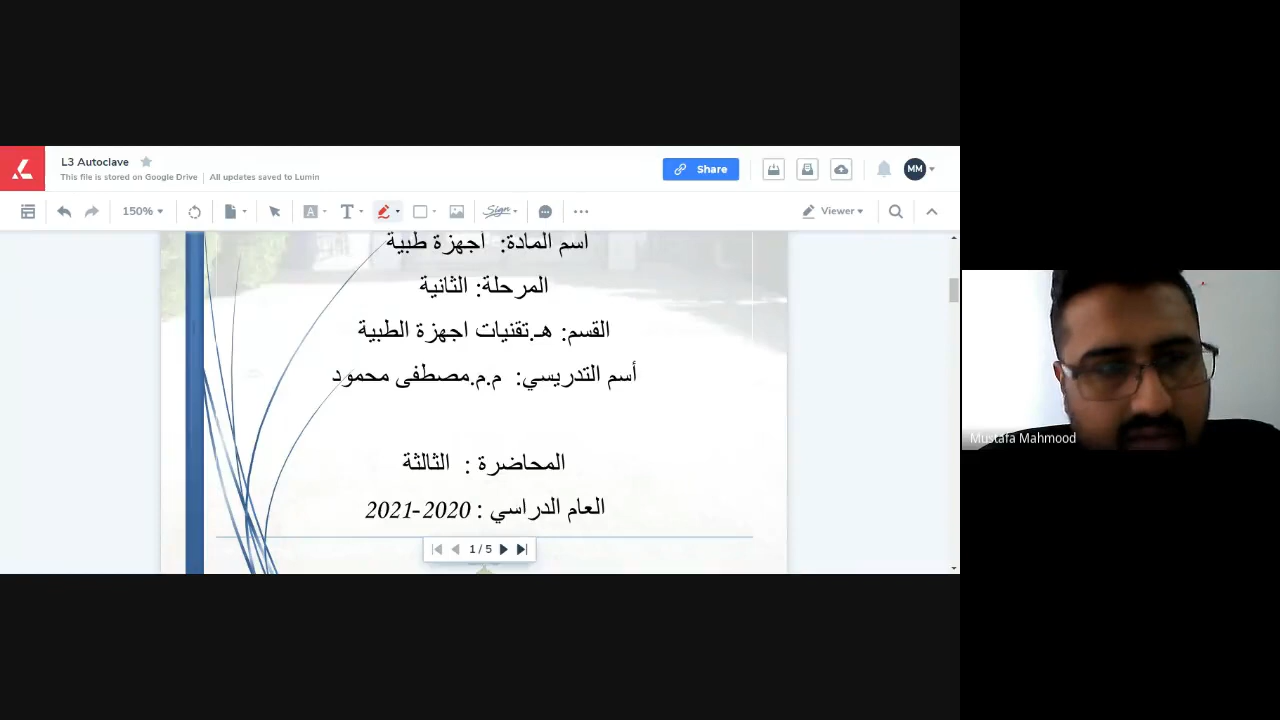 L3 Autoclave
This file is stored on Google Drive | All updates saved to Lumin
Share
MM
150%
Sign
Viewer
أسم المادة: اجهزة طبية
المرحلة: الثانية
القسم: هـ.تقنيات اجهزة الطبية
أسم التدريسي: م.م.مصطفى محمود
المحاضرة : الثالثة
العام الدراسي : 2020-2021
1 / 5
Mustafa Mahmood